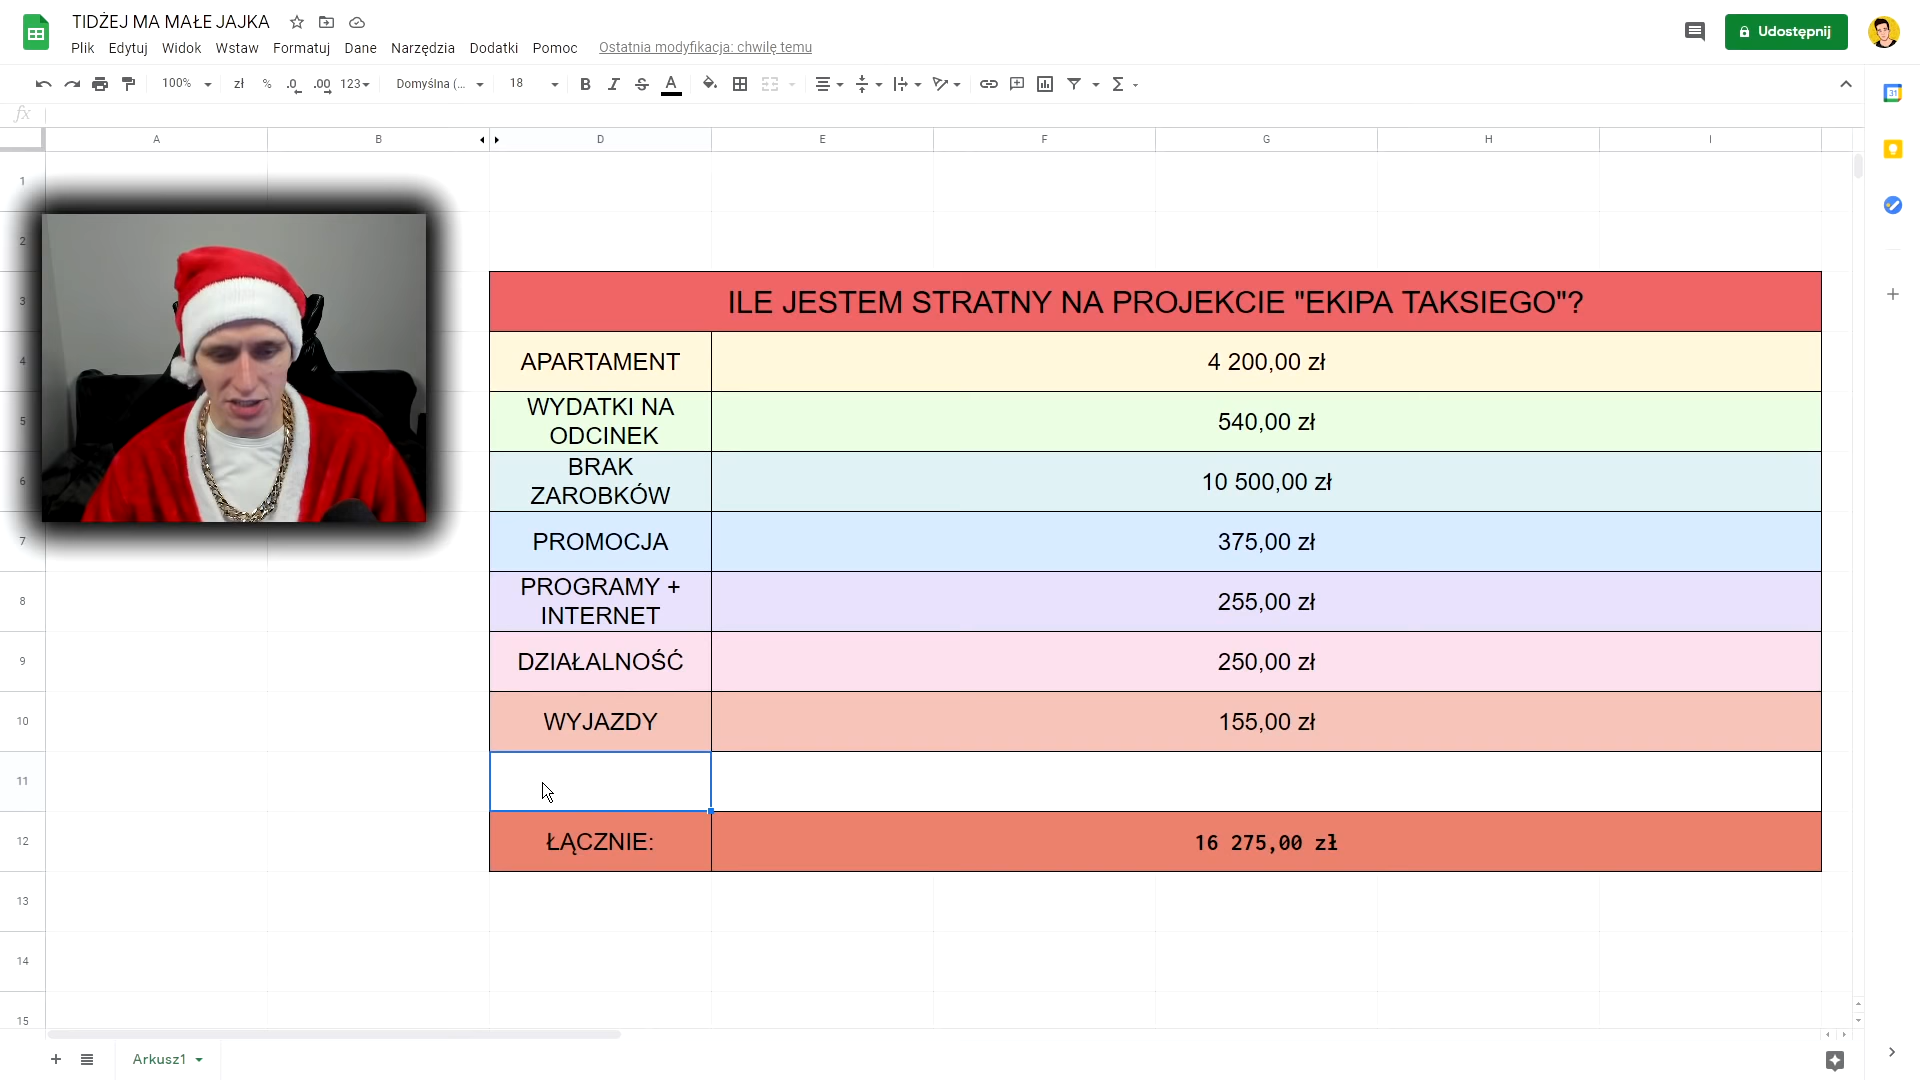 TIDŻEJ MA MAŁE JAJKA
Plik Edytuj Widok Wstaw Formatuj Dane Narzędzia Dodatki Pomoc Ostatnia modyfikacja: chwilę temu
Udostępnij
100% zł % .0 .00 123 Domyślna (... 18 B I S A
fx
A B D E F G H I
1
2
3 ILE JESTEM STRATNY NA PROJEKCIE "EKIPA TAKSIEGO"?
4 APARTAMENT 4 200,00 zł
5 WYDATKI NA
ODCINEK 540,00 zł
6 BRAK
ZAROBKÓW 10 500,00 zł
7 PROMOCJA 375,00 zł
8 PROGRAMY +
INTERNET 255,00 zł
9 DZIAŁALNOŚĆ 250,00 zł
10 WYJAZDY 155,00 zł
11
12 ŁĄCZNIE: 16 275,00 zł
13
14
15
Arkusz1
31